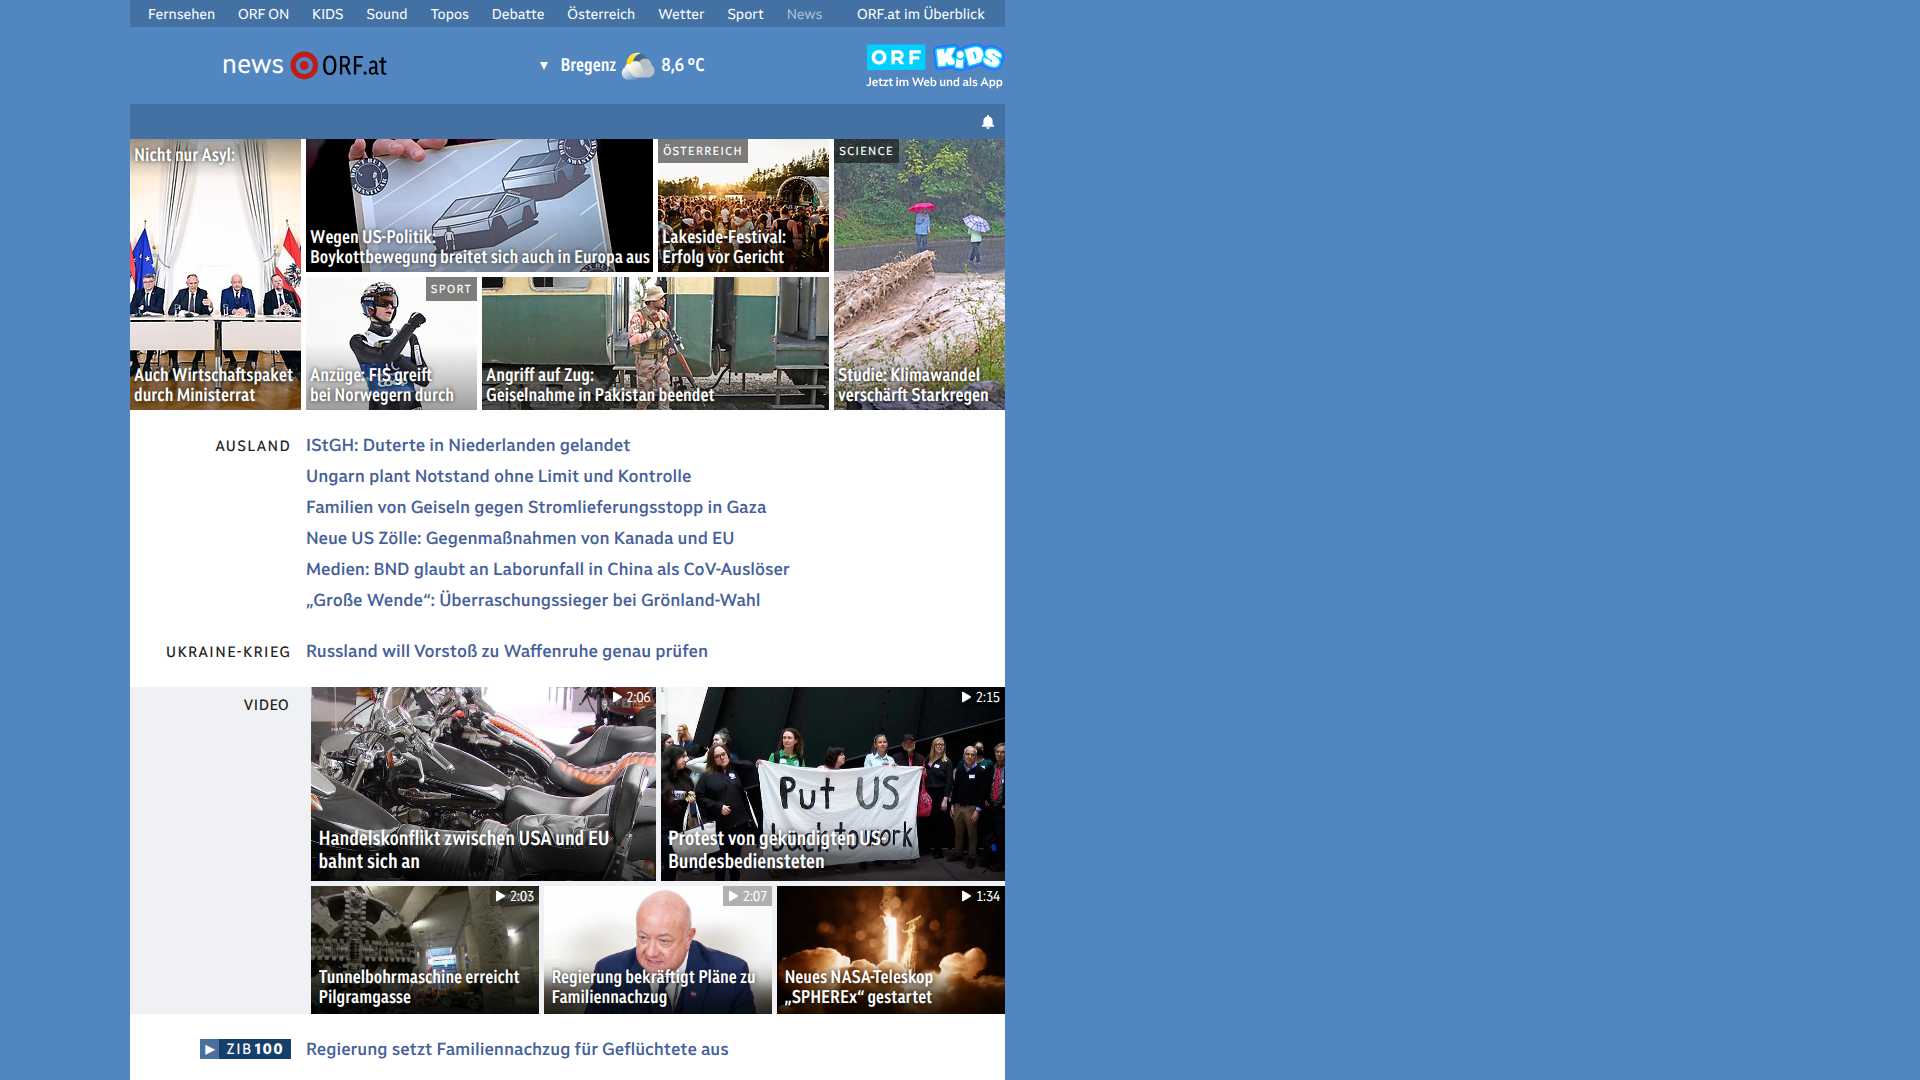 Fernsehen ORF ON KIDS Sound Topos Debatte Österreich Wetter Sport News ORF.at im Überblick
news ORF.at
▼ Bregenz 8,6 °C
ORF KiDS
Jetzt im Web und als App
Nicht nur Asyl:
Auch Wirtschaftspaket
durch Ministerrat
Wegen US-Politik:
Boykottbewegung breitet sich auch in Europa aus
ÖSTERREICH
Lakeside-Festival:
Erfolg vor Gericht
SCIENCE
Studie: Klimawandel
verschärft Starkregen
SPORT
Anzüge: FIS greift
bei Norwegern durch
Angriff auf Zug:
Geiselnahme in Pakistan beendet
AUSLAND
IStGH: Duterte in Niederlanden gelandet
Ungarn plant Notstand ohne Limit und Kontrolle
Familien von Geiseln gegen Stromlieferungsstopp in Gaza
Neue US Zölle: Gegenmaßnahmen von Kanada und EU
Medien: BND glaubt an Laborunfall in China als CoV-Auslöser
„Große Wende“: Überraschungssieger bei Grönland-Wahl
UKRAINE-KRIEG
Russland will Vorstoß zu Waffenruhe genau prüfen
VIDEO
2:06
Handelskonflikt zwischen USA und EU
bahnt sich an
2:15
Put US
back to work
Protest von gekündigten US-
Bundesbediensteten
2:03
Tunnelbohrmaschine erreicht
Pilgramgasse
2:07
Regierung bekräftigt Pläne zu
Familiennachzug
1:34
Neues NASA-Teleskop
„SPHEREx“ gestartet
ZIB100
Regierung setzt Familiennachzug für Geflüchtete aus